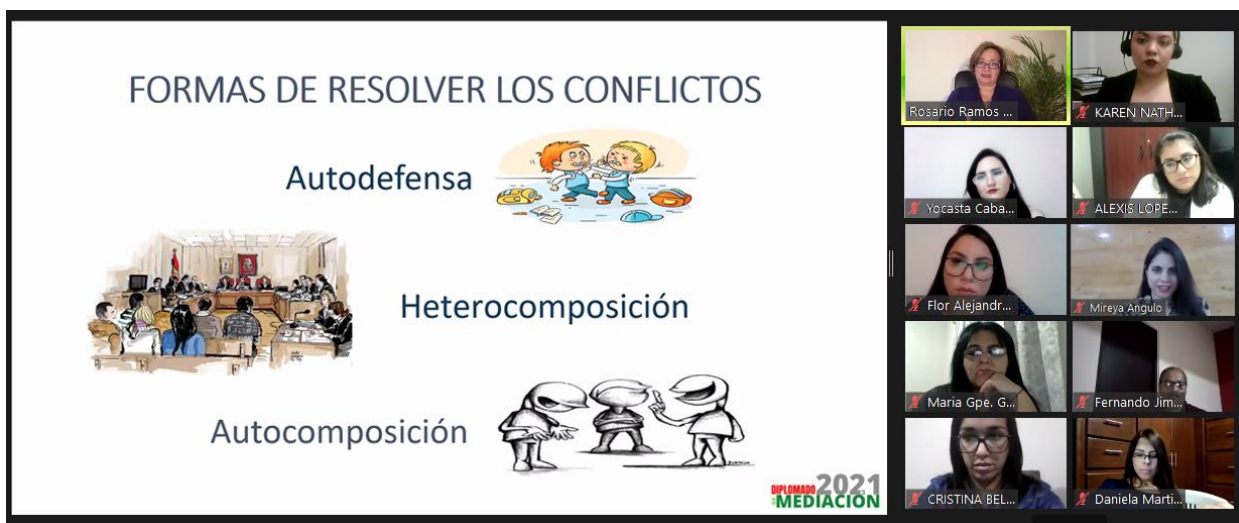 FORMAS DE RESOLVER LOS CONFLICTOS
Autodefensa
Heterocomposición
Autocomposición
DIPLOMADO 2021
MEDIACIÓN
Rosario Ramos ...
KAREN NATH...
Yocasta Caba...
ALEXIS LOPE...
Flor Alejandr...
Mireya Angulo
Maria Gpe. G...
Fernando Jim...
CRISTINA BEL...
Daniela Marti...